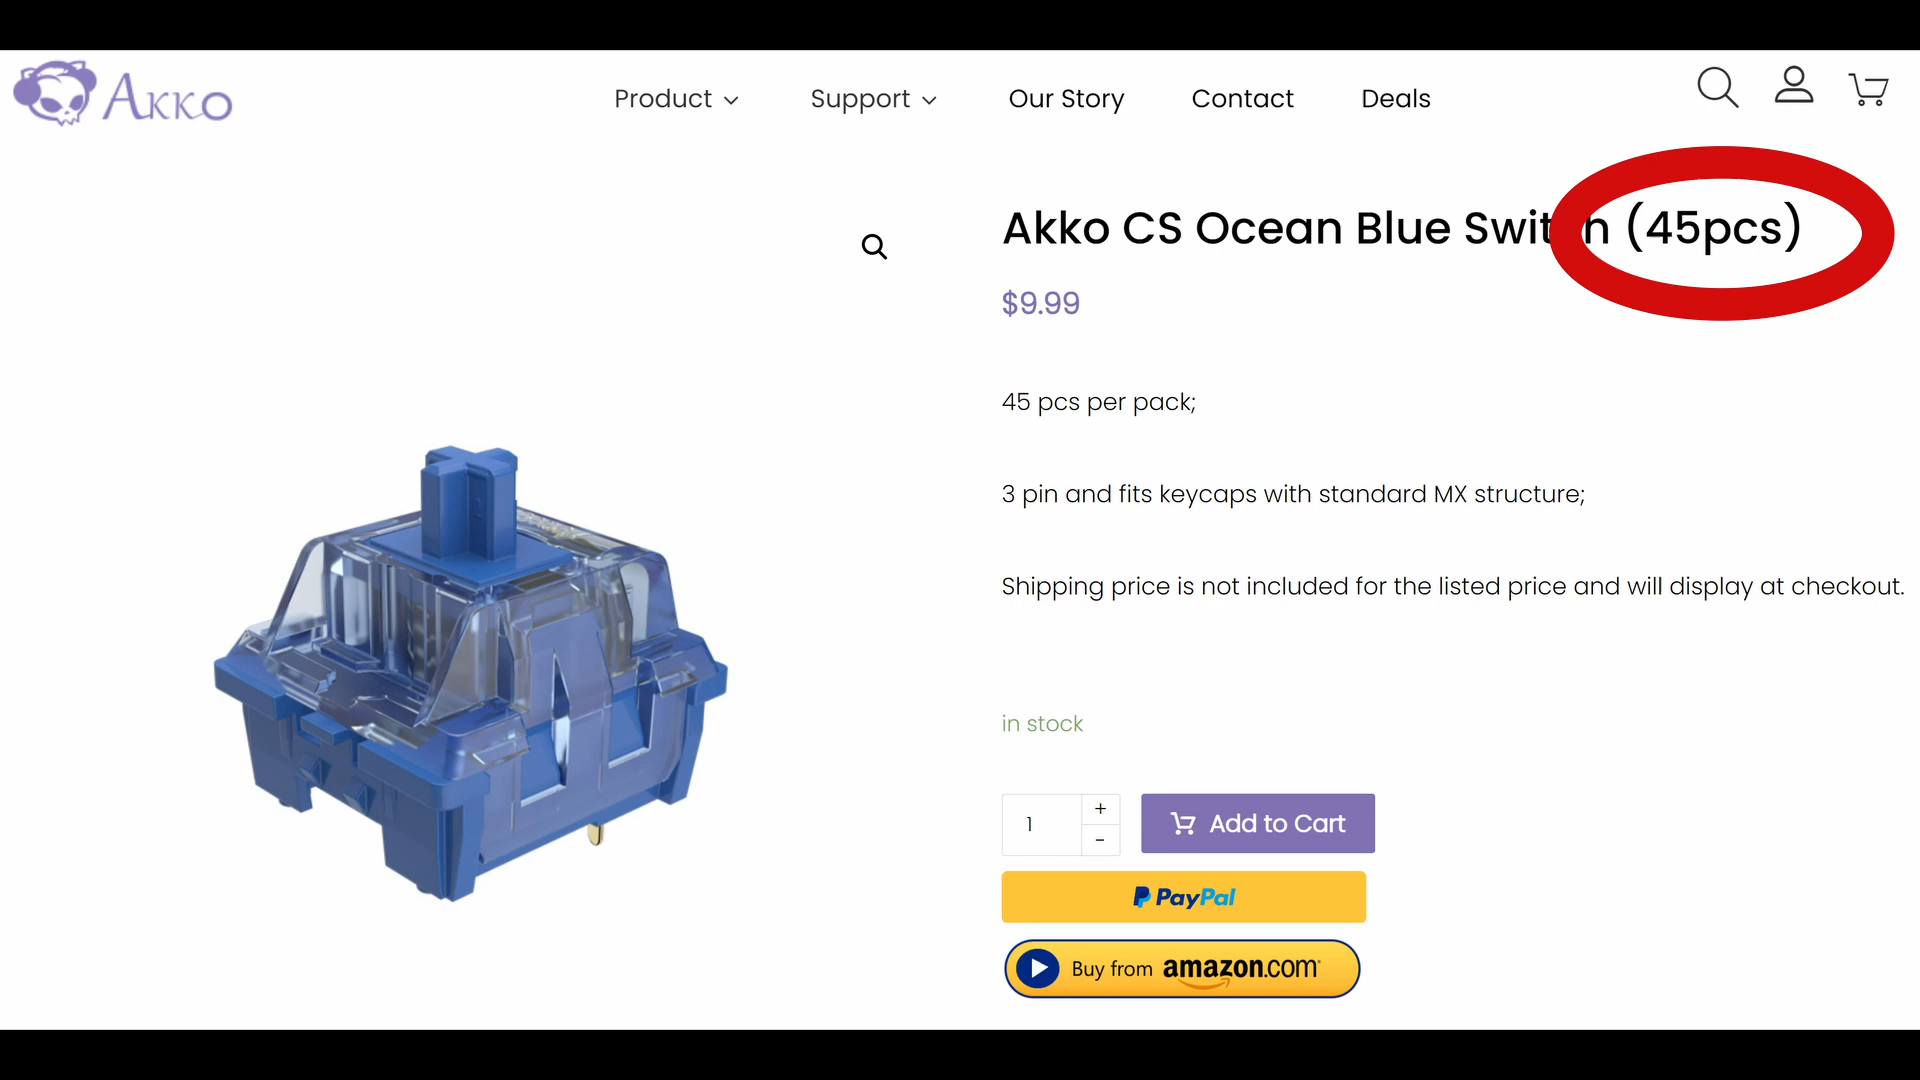 AKKO
Product
Support
Our Story
Contact
Deals
Akko CS Ocean Blue Switch (45pcs)
$9.99
45 pcs per pack;
3 pin and fits keycaps with standard MX structure;
Shipping price is not included for the listed price and will display at checkout.
in stock
1
+
-
Add to Cart
PayPal
Buy from amazon.com